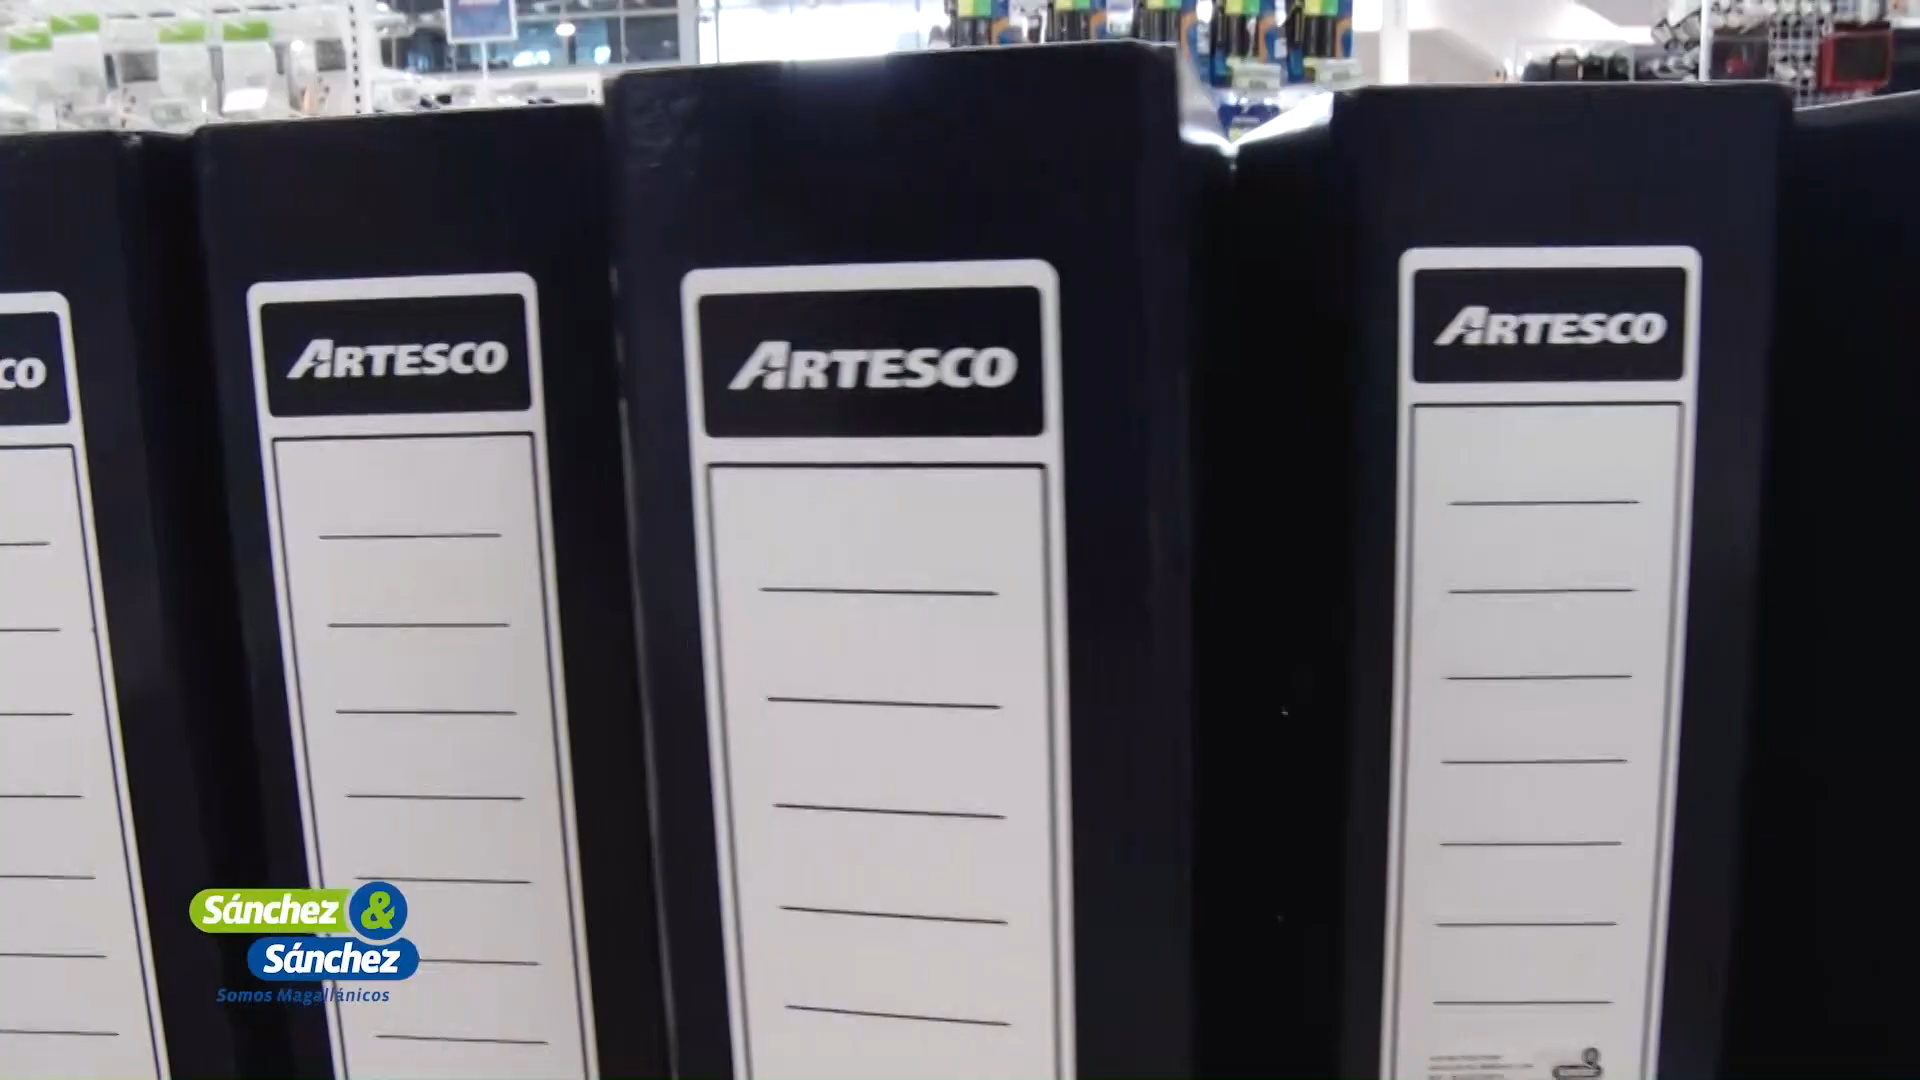 CO
ARTESCO
ARTESCO
ARTESCO
Sánchez &
Sánchez
Somos Magallánicos